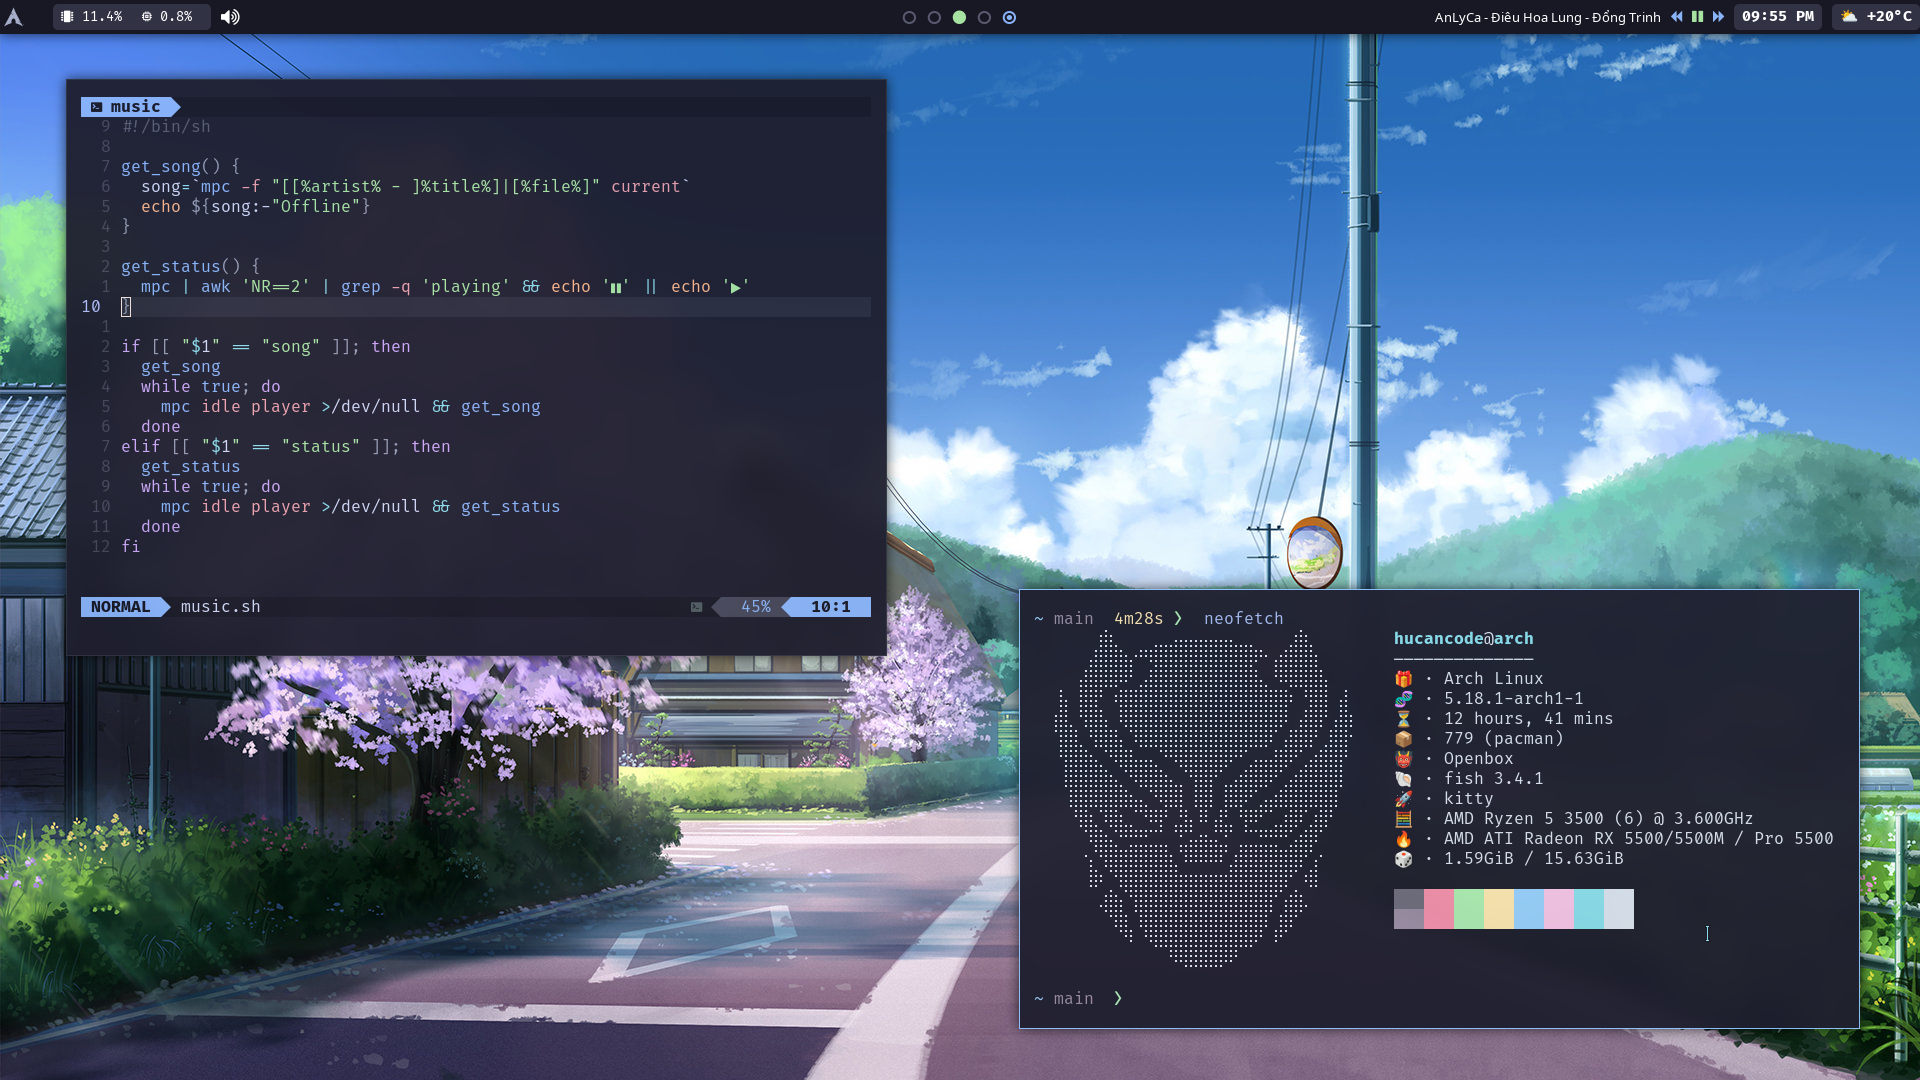 11.4% 0.8% AnLyCa - Điêu Hoa Lung - Đổng Trinh 09:55 PM +20°C
music
9 #!/bin/sh
8
7 get_song() {
6 song=`mpc -f "[[%artist% - ]%title%]|[%file%]" current`
5 echo ${song:-"Offline"}
4 }
3
2 get_status() {
1 mpc | awk 'NR==2' | grep -q 'playing' && echo '⏸' || echo '▶'
10 }
1
2 if [[ "$1" == "song" ]]; then
3 get_song
4 while true; do
5 mpc idle player >/dev/null && get_song
6 done
7 elif [[ "$1" == "status" ]]; then
8 get_status
9 while true; do
10 mpc idle player >/dev/null && get_status
11 done
12 fi
NORMAL music.sh 45% 10:1
~ main 4m28s ❯ neofetch
hucancode@arch
──────────────
· Arch Linux
· 5.18.1-arch1-1
· 12 hours, 41 mins
· 779 (pacman)
· Openbox
· fish 3.4.1
· kitty
· AMD Ryzen 5 3500 (6) @ 3.600GHz
· AMD ATI Radeon RX 5500/5500M / Pro 5500
· 1.59GiB / 15.63GiB
~ main ❯